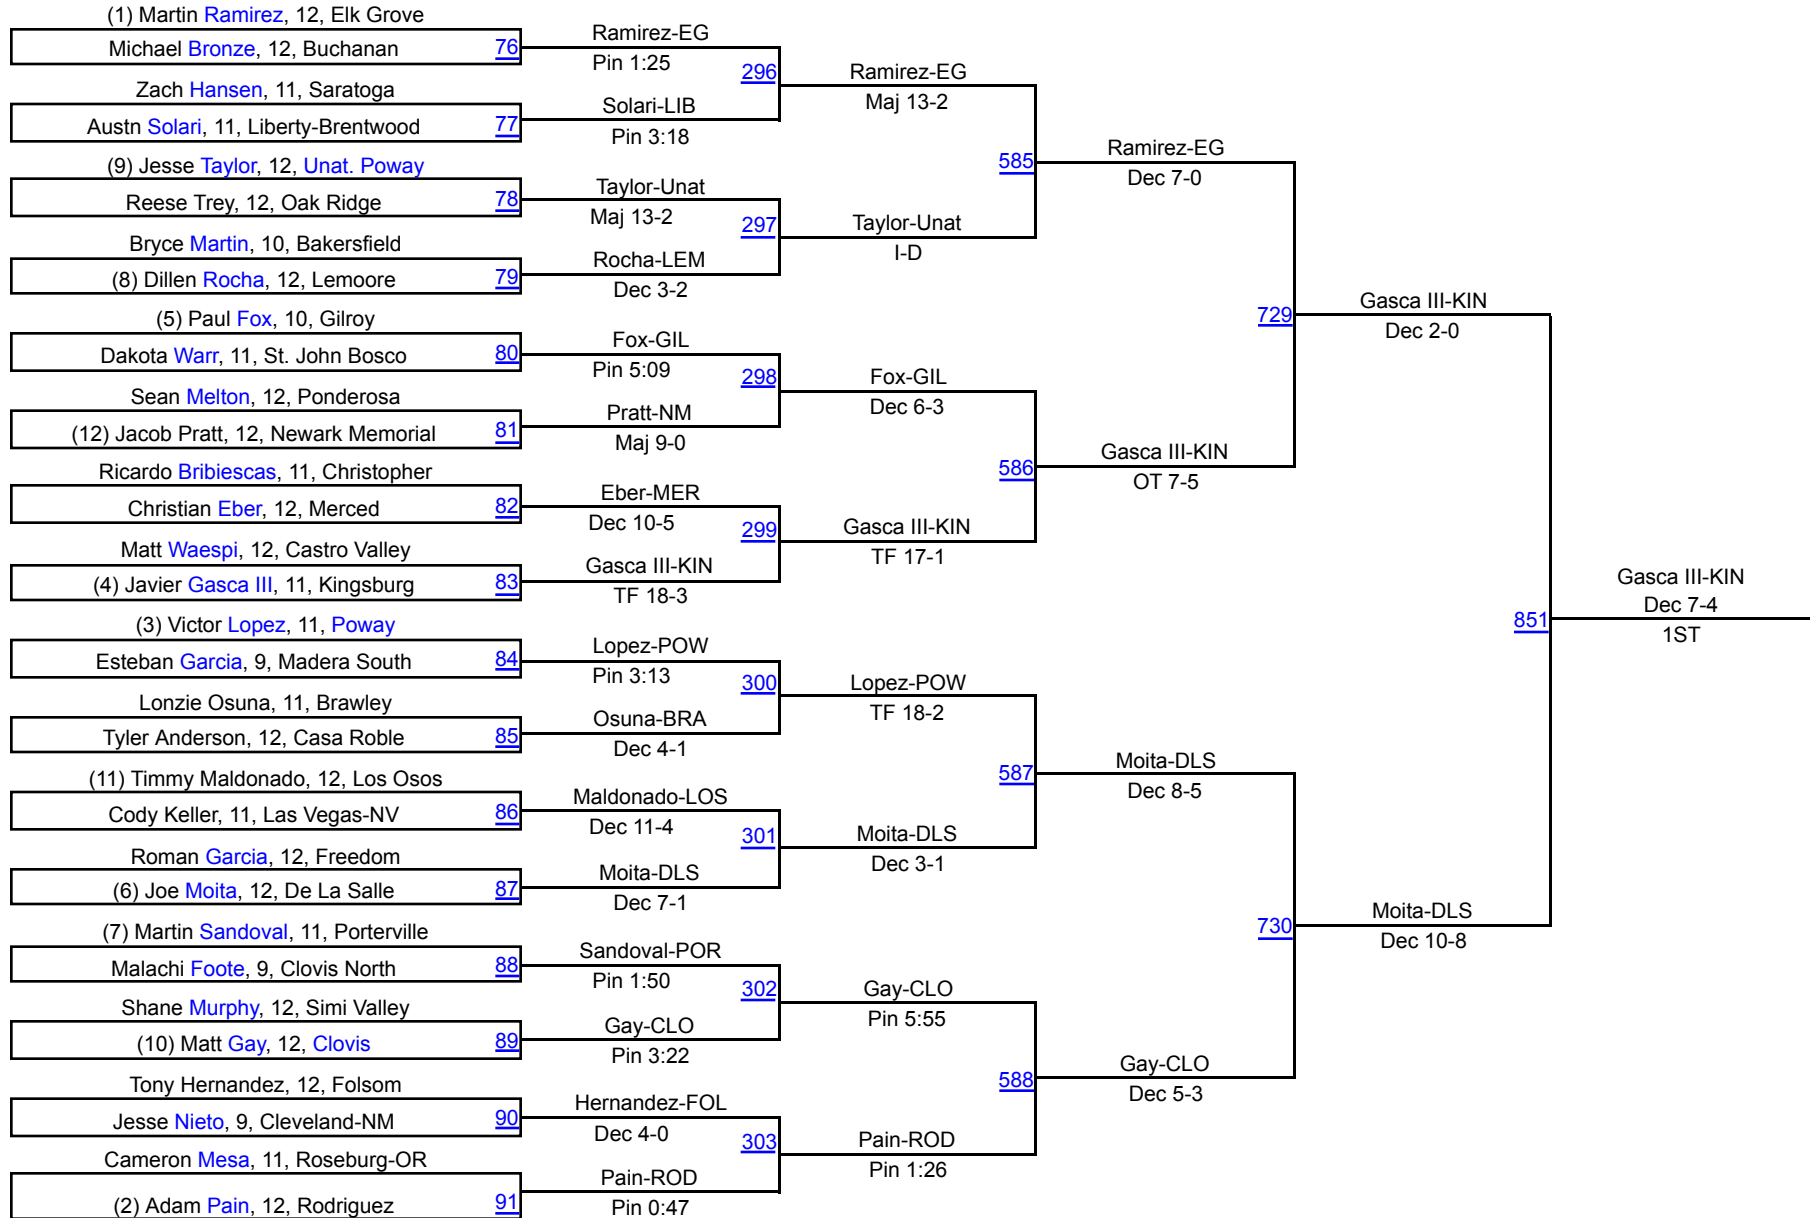 (1) Martin Ramirez, 12, Elk Grove
Michael Bronze, 12, Buchanan 76
Zach Hansen, 11, Saratoga
Austn Solari, 11, Liberty-Brentwood 77
(9) Jesse Taylor, 12, Unat. Poway
Reese Trey, 12, Oak Ridge 78
Bryce Martin, 10, Bakersfield
(8) Dillen Rocha, 12, Lemoore 79
(5) Paul Fox, 10, Gilroy
Dakota Warr, 11, St. John Bosco 80
Sean Melton, 12, Ponderosa
(12) Jacob Pratt, 12, Newark Memorial 81
Ricardo Bribiescas, 11, Christopher
Christian Eber, 12, Merced 82
Matt Waespi, 12, Castro Valley
(4) Javier Gasca III, 11, Kingsburg 83
(3) Victor Lopez, 11, Poway
Esteban Garcia, 9, Madera South 84
Lonzie Osuna, 11, Brawley
Tyler Anderson, 12, Casa Roble 85
(11) Timmy Maldonado, 12, Los Osos
Cody Keller, 11, Las Vegas-NV 86
Roman Garcia, 12, Freedom
(6) Joe Moita, 12, De La Salle 87
(7) Martin Sandoval, 11, Porterville
Malachi Foote, 9, Clovis North 88
Shane Murphy, 12, Simi Valley
(10) Matt Gay, 12, Clovis 89
Tony Hernandez, 12, Folsom
Jesse Nieto, 9, Cleveland-NM 90
Cameron Mesa, 11, Roseburg-OR
(2) Adam Pain, 12, Rodriguez 91
Ramirez-EG
Pin 1:25
296
Solari-LIB
Pin 3:18
Taylor-Unat
Maj 13-2
297
Rocha-LEM
Dec 3-2
Fox-GIL
Pin 5:09
298
Pratt-NM
Maj 9-0
Eber-MER
Dec 10-5
299
Gasca III-KIN
TF 18-3
Lopez-POW
Pin 3:13
300
Osuna-BRA
Dec 4-1
Maldonado-LOS
Dec 11-4
301
Moita-DLS
Dec 7-1
Sandoval-POR
Pin 1:50
302
Gay-CLO
Pin 3:22
Hernandez-FOL
Dec 4-0
303
Pain-ROD
Pin 0:47
Ramirez-EG
Maj 13-2
585
Taylor-Unat
I-D
Fox-GIL
Dec 6-3
586
Gasca III-KIN
TF 17-1
Lopez-POW
TF 18-2
587
Moita-DLS
Dec 3-1
Gay-CLO
Pin 5:55
588
Pain-ROD
Pin 1:26
Ramirez-EG
Dec 7-0
729
Gasca III-KIN
OT 7-5
Moita-DLS
Dec 8-5
730
Gay-CLO
Dec 5-3
Gasca III-KIN
Dec 2-0
851
Moita-DLS
Dec 10-8
Gasca III-KIN
Dec 7-4
1ST